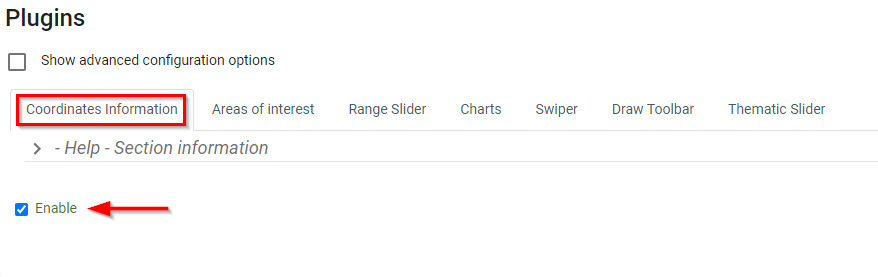 Plugins
Show advanced configuration options
Coordinates Information Areas of interest Range Slider Charts Swiper Draw Toolbar Thematic Slider
- Help - Section information
Enable